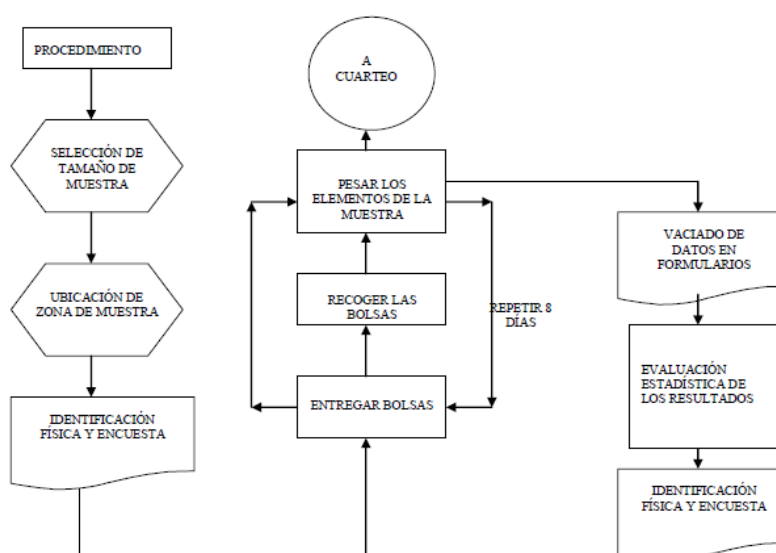 PROCEDIMIENTO
SELECCIÓN DE
TAMAÑO DE
MUESTRA
UBICACIÓN DE
ZONA DE MUESTRA
IDENTIFICACIÓN
FÍSICA Y ENCUESTA
A
CUARTEO
PESAR LOS
ELEMENTOS DE LA
MUESTRA
RECOGER LAS
BOLSAS
REPETIR 8
DÍAS
ENTREGAR BOLSAS
VACIADO DE
DATOS EN
FORMULARIOS
EVALUACIÓN
ESTADÍSTICA DE
LOS RESULTADOS
IDENTIFICACIÓN
FÍSICA Y ENCUESTA